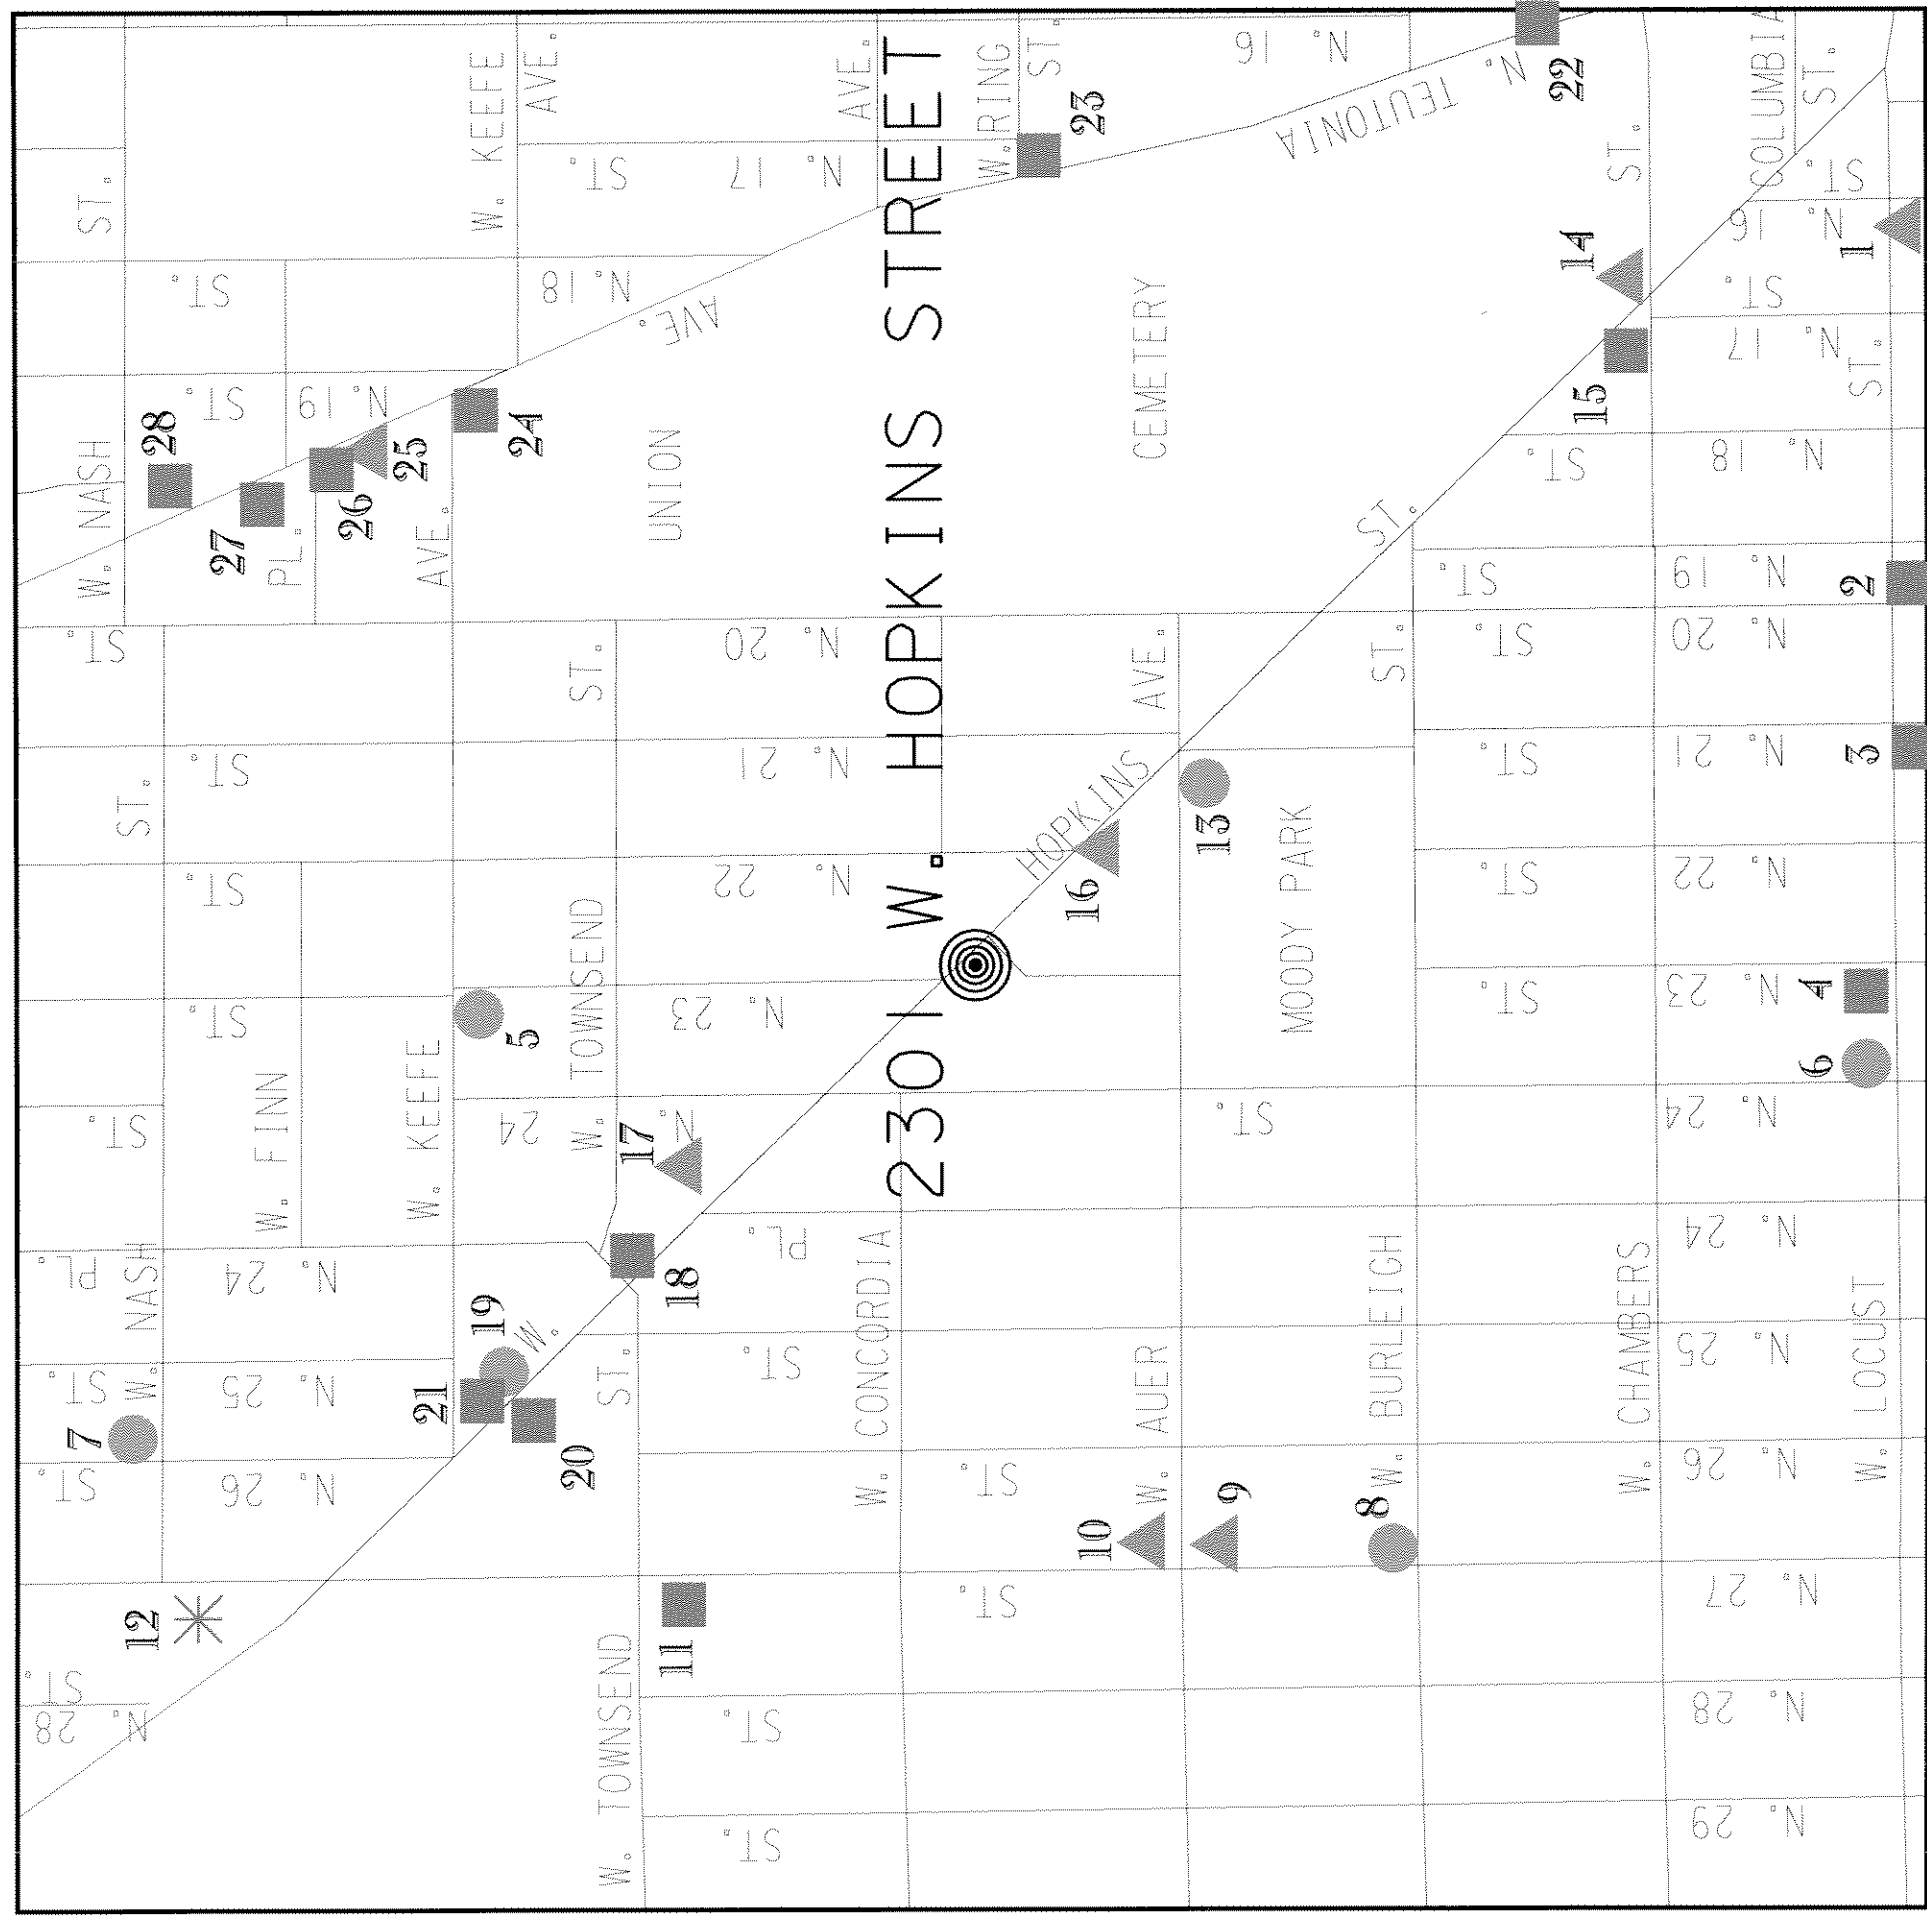 2301 W. HOPKINS STREET
W. NASH ST.
W. NASH ST.
W. FINN PL.
W. KEEFE AVE.
W. KEEFE AVE.
W. TOWNSEND ST.
W. TOWNSEND ST.
W. CONCORDIA AVE.
W. RING ST.
W. AUER AVE.
W. BURLEIGH ST.
W. CHAMBERS ST.
W. LOCUST ST.
COLUMBIA ST.
W. HOPKINS ST.
N. TEUTONIA AVE.
UNION CEMETERY
MOODY PARK
N. 16 ST.
N. 16 ST.
N. 17 ST.
N. 17 ST.
N. 18 ST.
N. 18 ST.
N. 19 ST.
N. 19 ST.
N. 20 ST.
N. 20 ST.
N. 21 ST.
N. 21 ST.
N. 22 ST.
N. 22 ST.
N. 23 ST.
N. 23 ST.
N. 24 ST.
N. 24 ST.
N. 24 PL.
N. 24 PL.
N. 25 ST.
N. 25 ST.
N. 26 ST.
N. 26 ST.
N. 27 ST.
N. 28 ST.
N. 28 ST.
N. 29 ST.
1
2
3
4
5
6
7
8
9
10
11
12
13
14
15
16
17
18
19
20
21
22
23
24
25
26
27
28